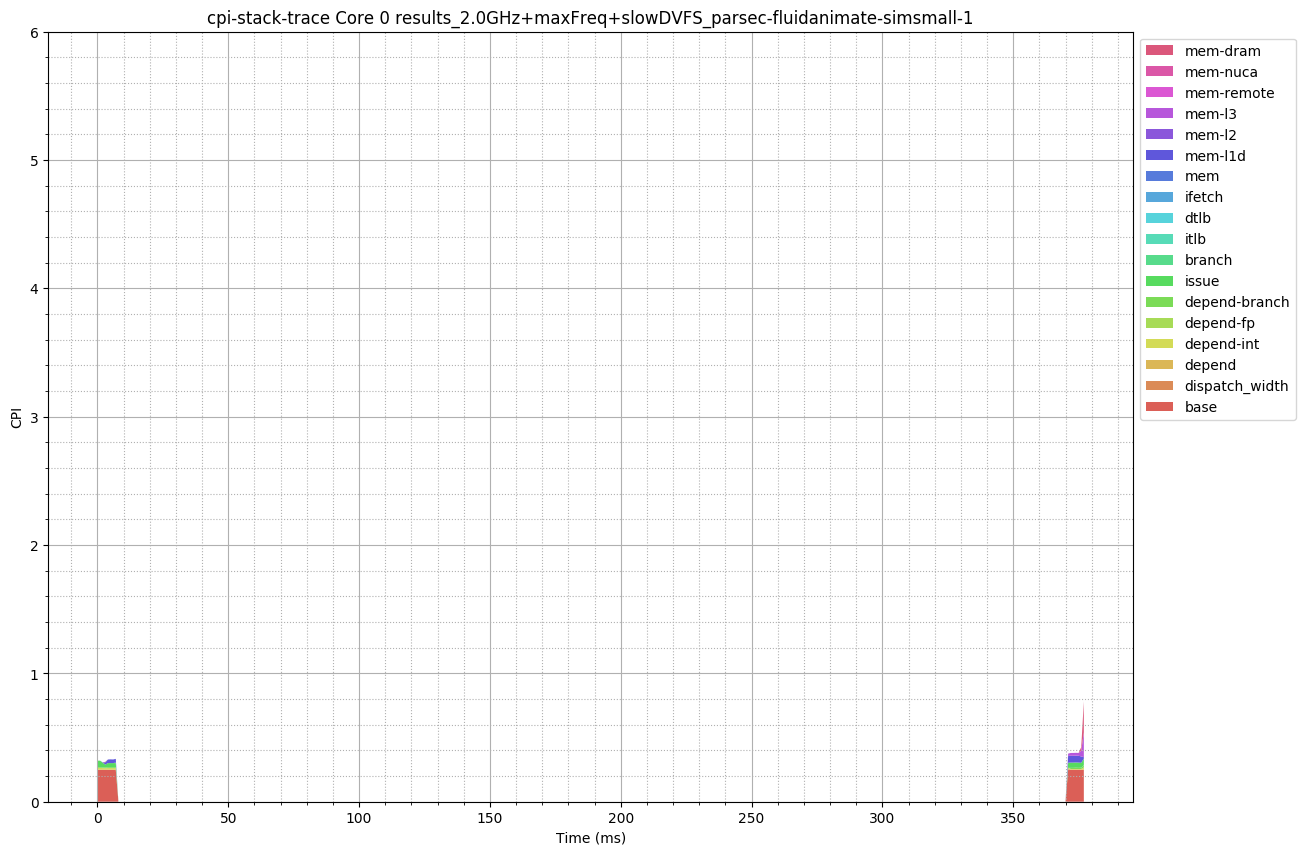 cpi-stack-trace Core 0 results_2.0GHz+maxFreq+slowDVFS_parsec-fluidanimate-simsmall-1
6
5
4
3
2
1
0
CPI
0 50 100 150 200 250 300 350
Time (ms)
mem-dram
mem-nuca
mem-remote
mem-l3
mem-l2
mem-l1d
mem
ifetch
dtlb
itlb
branch
issue
depend-branch
depend-fp
depend-int
depend
dispatch_width
base